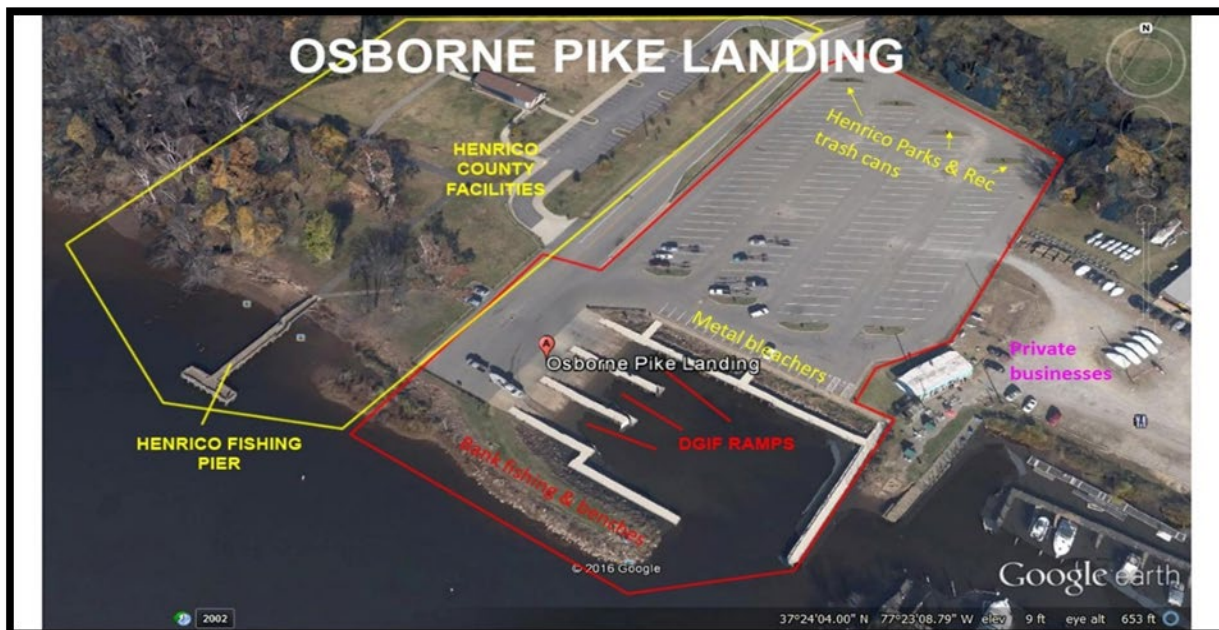 OSBORNE PIKE LANDING
N
Henrico Parks & Rec
trash cans
HENRICO
COUNTY
FACILITIES
Metal bleachers
A
Osborne Pike Landing
Private
businesses
HENRICO FISHING
PIER
DGIF RAMPS
Bank fishing & benches
© 2016 Google
Google earth
2002
37°24'04.00" N 77°23'08.79" W elev 9 ft eye alt 653 ft